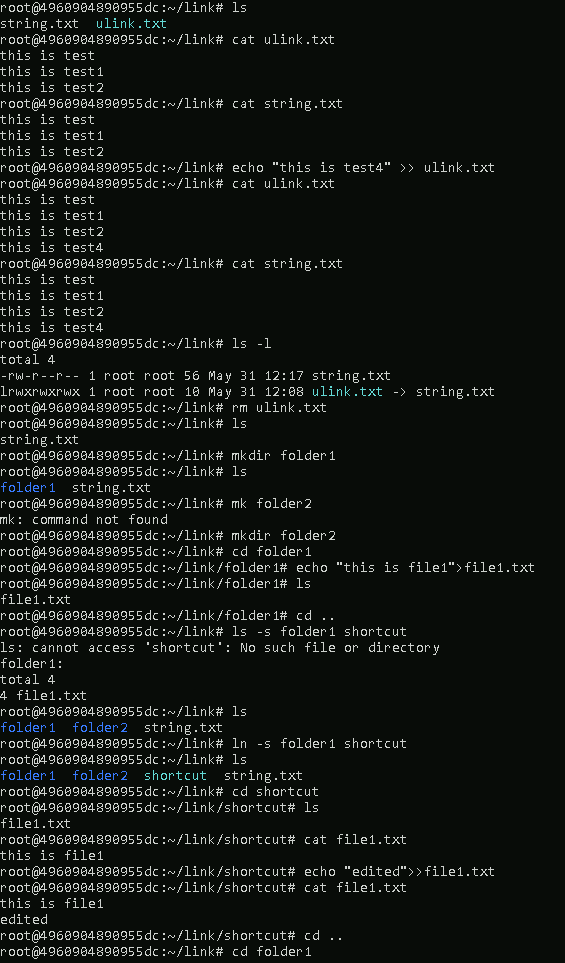 root@4960904890955dc:~/link# ls
string.txt  ulink.txt
root@4960904890955dc:~/link# cat ulink.txt
this is test
this is test1
this is test2
root@4960904890955dc:~/link# cat string.txt
this is test
this is test1
this is test2
root@4960904890955dc:~/link# echo "this is test4" >> ulink.txt
root@4960904890955dc:~/link# cat ulink.txt
this is test
this is test1
this is test2
this is test4
root@4960904890955dc:~/link# cat string.txt
this is test
this is test1
this is test2
this is test4
root@4960904890955dc:~/link# ls -l
total 4
-rw-r--r-- 1 root root 56 May 31 12:17 string.txt
lrwxrwxrwx 1 root root 10 May 31 12:08 ulink.txt -> string.txt
root@4960904890955dc:~/link# rm ulink.txt
root@4960904890955dc:~/link# ls
string.txt
root@4960904890955dc:~/link# mkdir folder1
root@4960904890955dc:~/link# ls
folder1  string.txt
root@4960904890955dc:~/link# mk folder2
mk: command not found
root@4960904890955dc:~/link# mkdir folder2
root@4960904890955dc:~/link# cd folder1
root@4960904890955dc:~/link/folder1# echo "this is file1">file1.txt
root@4960904890955dc:~/link/folder1# ls
file1.txt
root@4960904890955dc:~/link/folder1# cd ..
root@4960904890955dc:~/link# ls -s folder1 shortcut
ls: cannot access 'shortcut': No such file or directory
folder1:
total 4
4 file1.txt
root@4960904890955dc:~/link# ls
folder1  folder2  string.txt
root@4960904890955dc:~/link# ln -s folder1 shortcut
root@4960904890955dc:~/link# ls
folder1  folder2  shortcut  string.txt
root@4960904890955dc:~/link# cd shortcut
root@4960904890955dc:~/link/shortcut# ls
file1.txt
root@4960904890955dc:~/link/shortcut# cat file1.txt
this is file1
root@4960904890955dc:~/link/shortcut# echo "edited">>file1.txt
root@4960904890955dc:~/link/shortcut# cat file1.txt
this is file1
edited
root@4960904890955dc:~/link/shortcut# cd ..
root@4960904890955dc:~/link# cd folder1